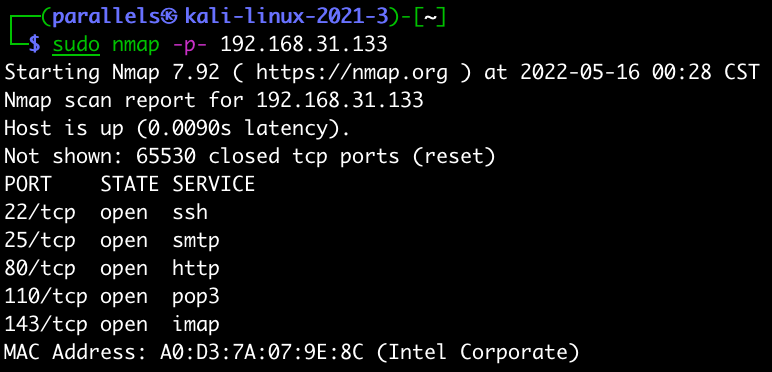 ┌──(parallels㉿kali-linux-2021-3)-[~]
└─$ sudo nmap -p- 192.168.31.133
Starting Nmap 7.92 ( https://nmap.org ) at 2022-05-16 00:28 CST
Nmap scan report for 192.168.31.133
Host is up (0.0090s latency).
Not shown: 65530 closed tcp ports (reset)
PORT    STATE SERVICE
22/tcp  open  ssh
25/tcp  open  smtp
80/tcp  open  http
110/tcp open  pop3
143/tcp open  imap
MAC Address: A0:D3:7A:07:9E:8C (Intel Corporate)